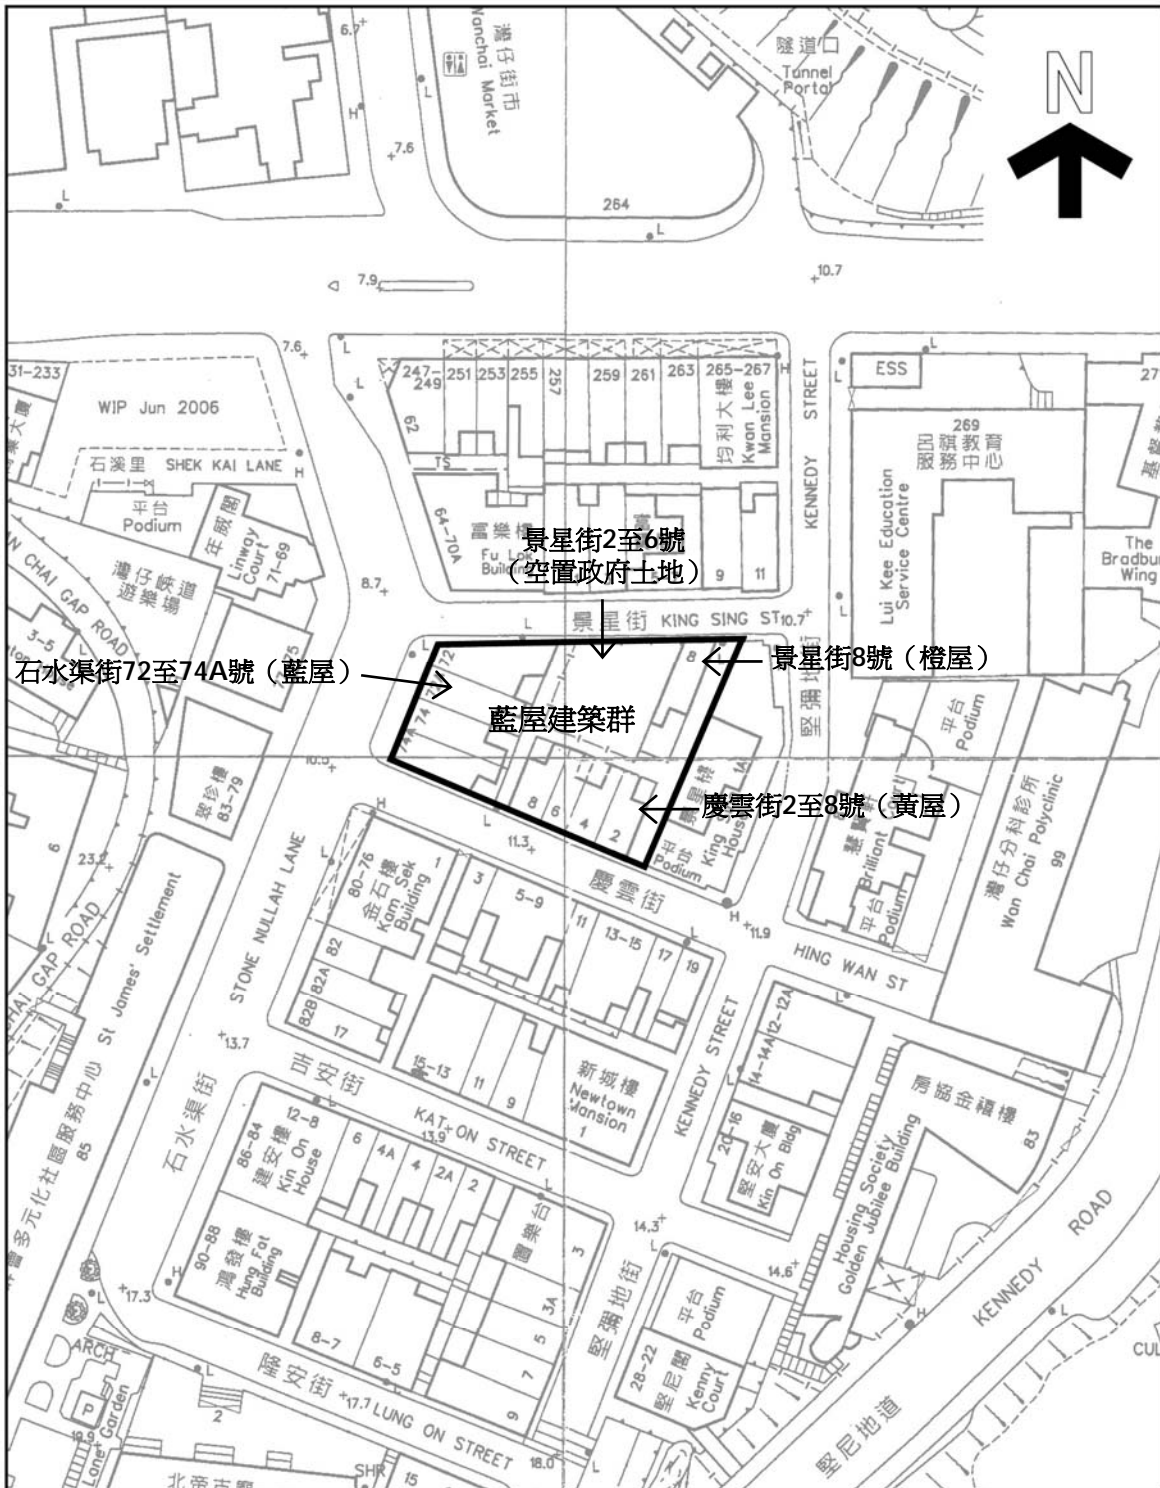 6.7
灣仔街市
Wanchai Market
隧道口
Tunnel
Portal
N
L
H
7.6
L
264
L
7.9
10.7
7.6
L
L
H
L
31-233
WIP Jun 2006
石溪里 SHEK KAI LANE
H
平台
Podium
年威閣
Linway
Court
71-69
247-
249
251
253
255
257
259
261
263
265-267
均利大樓
Kwan Lee
Mansion
62
TS
64-70A
富樂樓
Fu Lok
Building
9
11
KENNEDY STREET
ESS
269
呂祺教育
服務中心
Lui Kee Education
Service Centre
The
Bradbury
Wing
灣仔峽道
遊樂場
8.7
CHAI GAP ROAD
3-5
景星街2至6號
（空置政府土地）
景星街 KING SING ST
10.7
L
石水渠街72至74A號（藍屋）
景星街8號（橙屋）
藍屋建築群
慶雲街2至8號（黃屋）
72
74
74A
8
8
6
4
2
堅彌地街
景星樓
King Sing
House
1A
平台
Podium
平台
Podium
Brilliant Court
平台
Podium
灣仔分科診所
Wan Chai Polyclinic
99
翠珍樓
83-79
10.5
H
L
11.3
慶雲街
H
11.9
HING WAN ST
6
23.2
STONE NULLAH LANE
L
80-76
金石樓
Kam Sek
Building
1
82
82A
82B
17
3
5-9
11
13-15
17
19
L
L
CHAI GAP ROAD
St James' Settlement
85
13.7
石水渠街
吉安街
KAT ON STREET
13.9
15-13
11
9
新城樓
Newtown
Mansion
1
KENNEDY STREET
14-14A
12-12A
20-16
堅安大廈
Kin On Bldg
房協金禧樓
83
Housing Society
Golden Jubilee Building
86-84
建安樓
Kin On
House
12-8
6
4A
4
2A
2
L
90-88
鴻發樓
Hung Fat
Building
H
17.3
L
8-7
6-5
3
3A
5
7
9
堅彌地街
14.3
L
14.6
平台
Podium
28-22
堅尼閣
Kenny
Court
H
KENNEDY ROAD
L
堅尼地道
ARCH
P
19.9
2
L
17.7
LUNG ON STREET
18.0
L
SHR
15